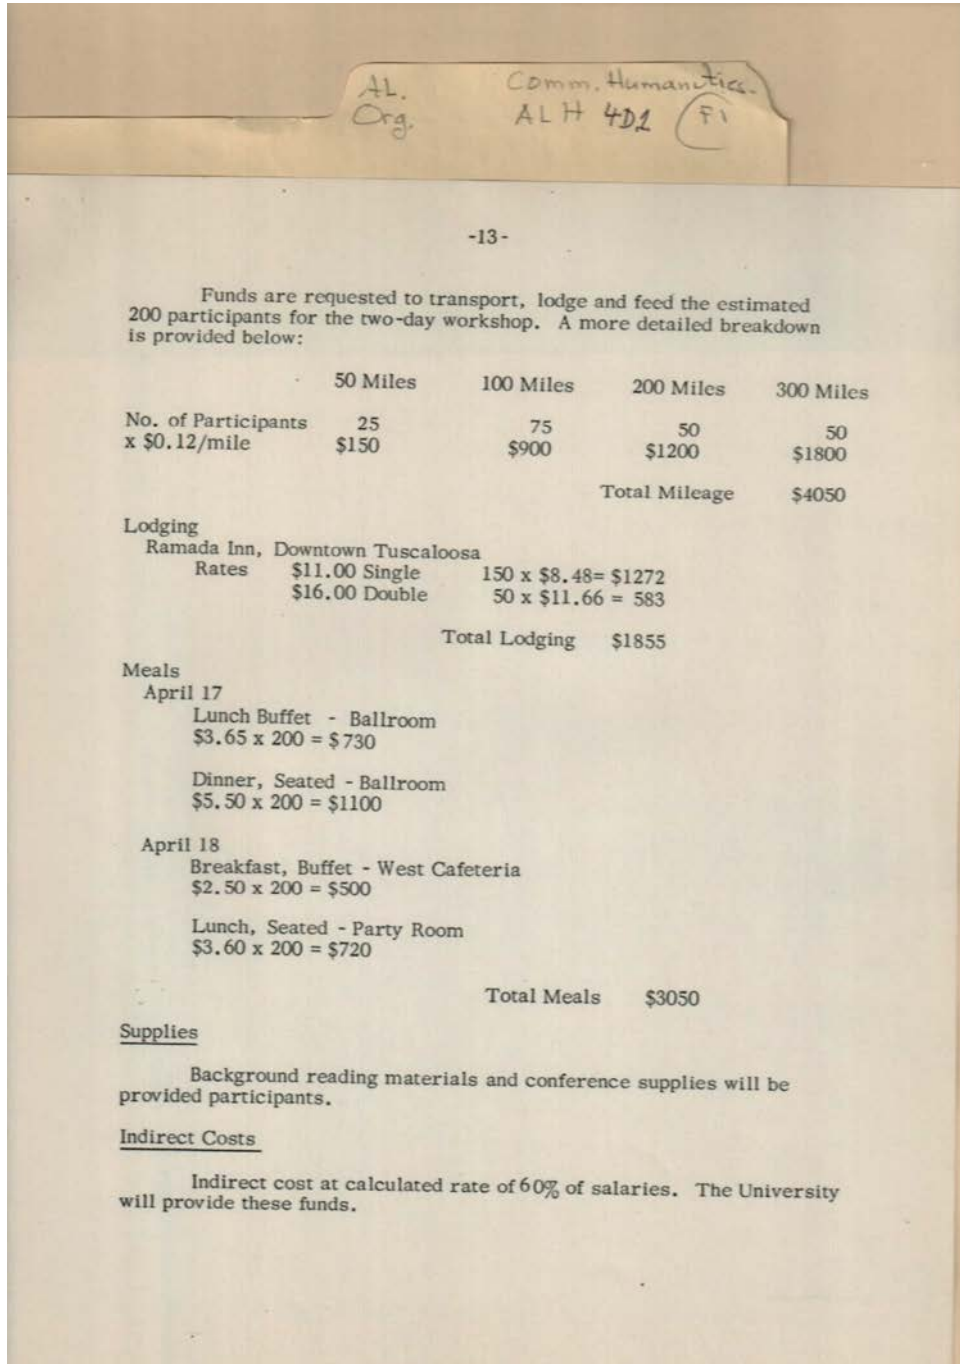 AL. Comm. Humanities.
Org. ALH 4D1 F1
-13-
Funds are requested to transport, lodge and feed the estimated
200 participants for the two-day workshop. A more detailed breakdown
is provided below:
50 Miles 100 Miles 200 Miles 300 Miles
No. of Participants 25 75 50 50
x $0.12/mile $150 $900 $1200 $1800
Total Mileage $4050
Lodging
Ramada Inn, Downtown Tuscaloosa
Rates $11.00 Single 150 x $8.48= $1272
$16.00 Double 50 x $11.66 = 583
Total Lodging $1855
Meals
April 17
Lunch Buffet - Ballroom
$3.65 x 200 = $730
Dinner, Seated - Ballroom
$5.50 x 200 = $1100
April 18
Breakfast, Buffet - West Cafeteria
$2.50 x 200 = $500
Lunch, Seated - Party Room
$3.60 x 200 = $720
Total Meals $3050
Supplies
Background reading materials and conference supplies will be
provided participants.
Indirect Costs
Indirect cost at calculated rate of 60% of salaries. The University
will provide these funds.